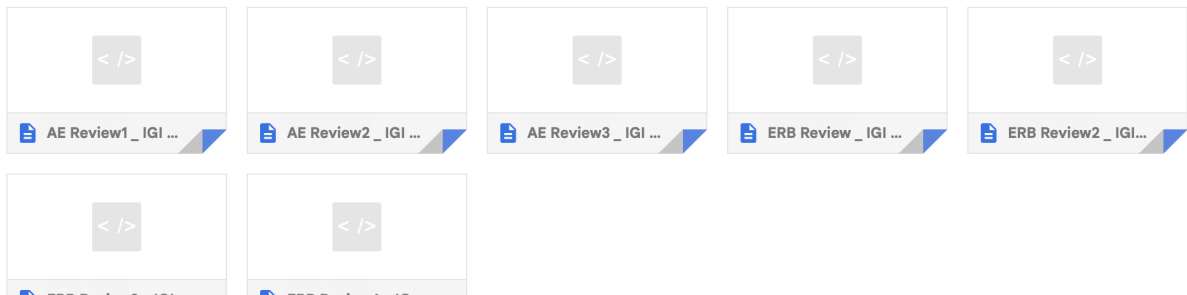 < />
< />
< />
< />
< />
AE Review1 _ IGI ...
AE Review2 _ IGI ...
AE Review3 _ IGI ...
ERB Review _ IGI ...
ERB Review2 _ IGI...
< />
< />